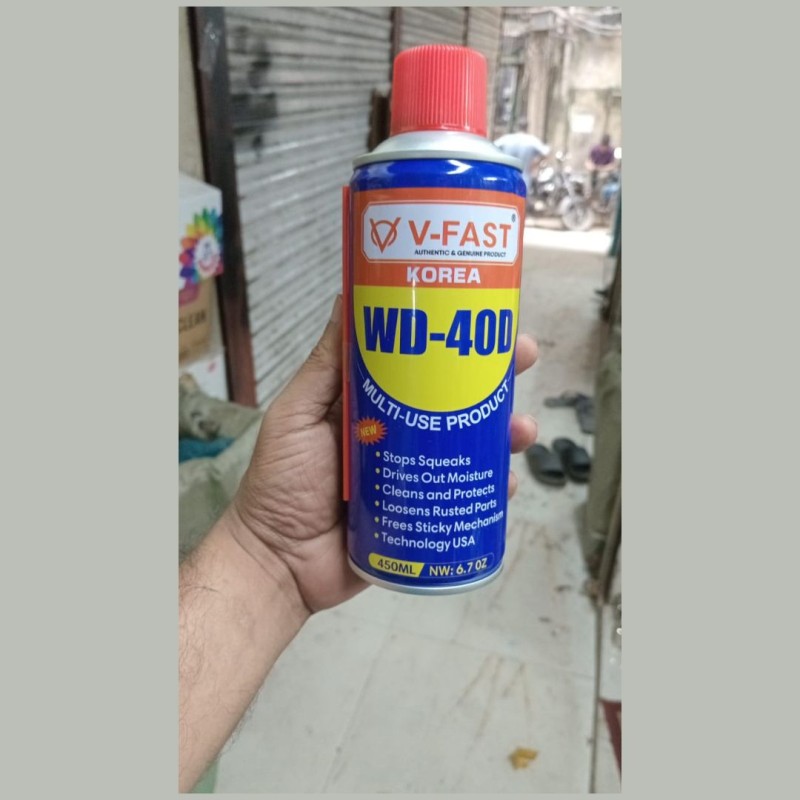 V-FAST®
AUTHENTIC & GENUINE PRODUCT
KOREA
WD-40D
MULTI-USE PRODUCT
NEW
• Stops Squeaks
• Drives Out Moisture
• Cleans and Protects
• Loosens Rusted Parts
• Frees Sticky Mechanism
• Technology USA
450ML NW: 6.7 OZ